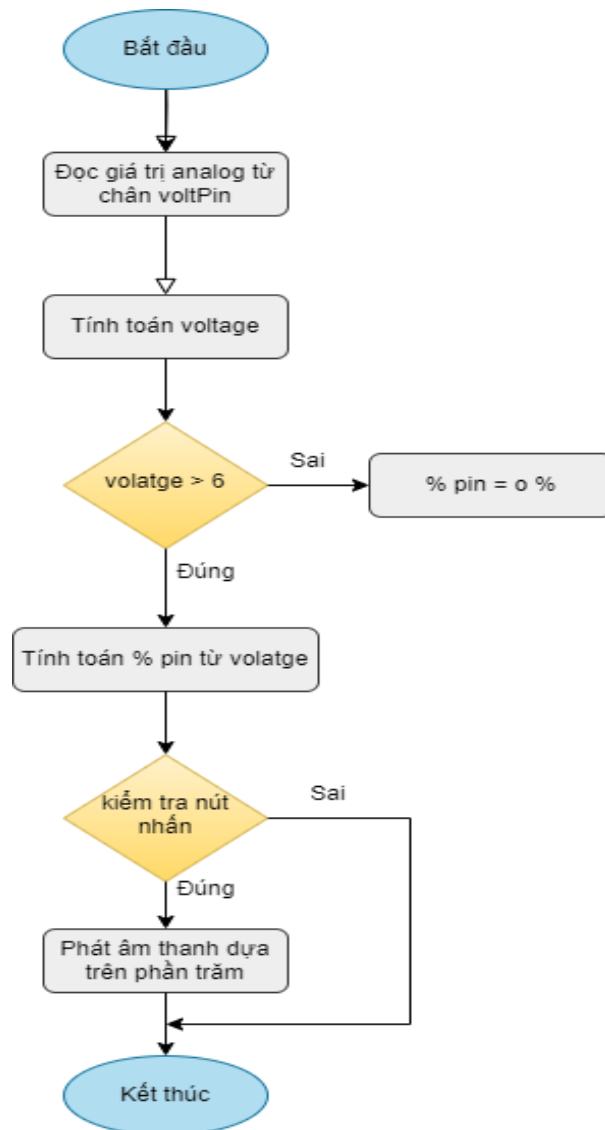 Bắt đầu
Đọc giá trị analog từ
chân voltPin
Tính toán voltage
volatge > 6
Sai
% pin = o %
Đúng
Tính toán % pin từ volatge
kiểm tra nút
nhấn
Sai
Đúng
Phát âm thanh dựa
trên phần trăm
Kết thúc